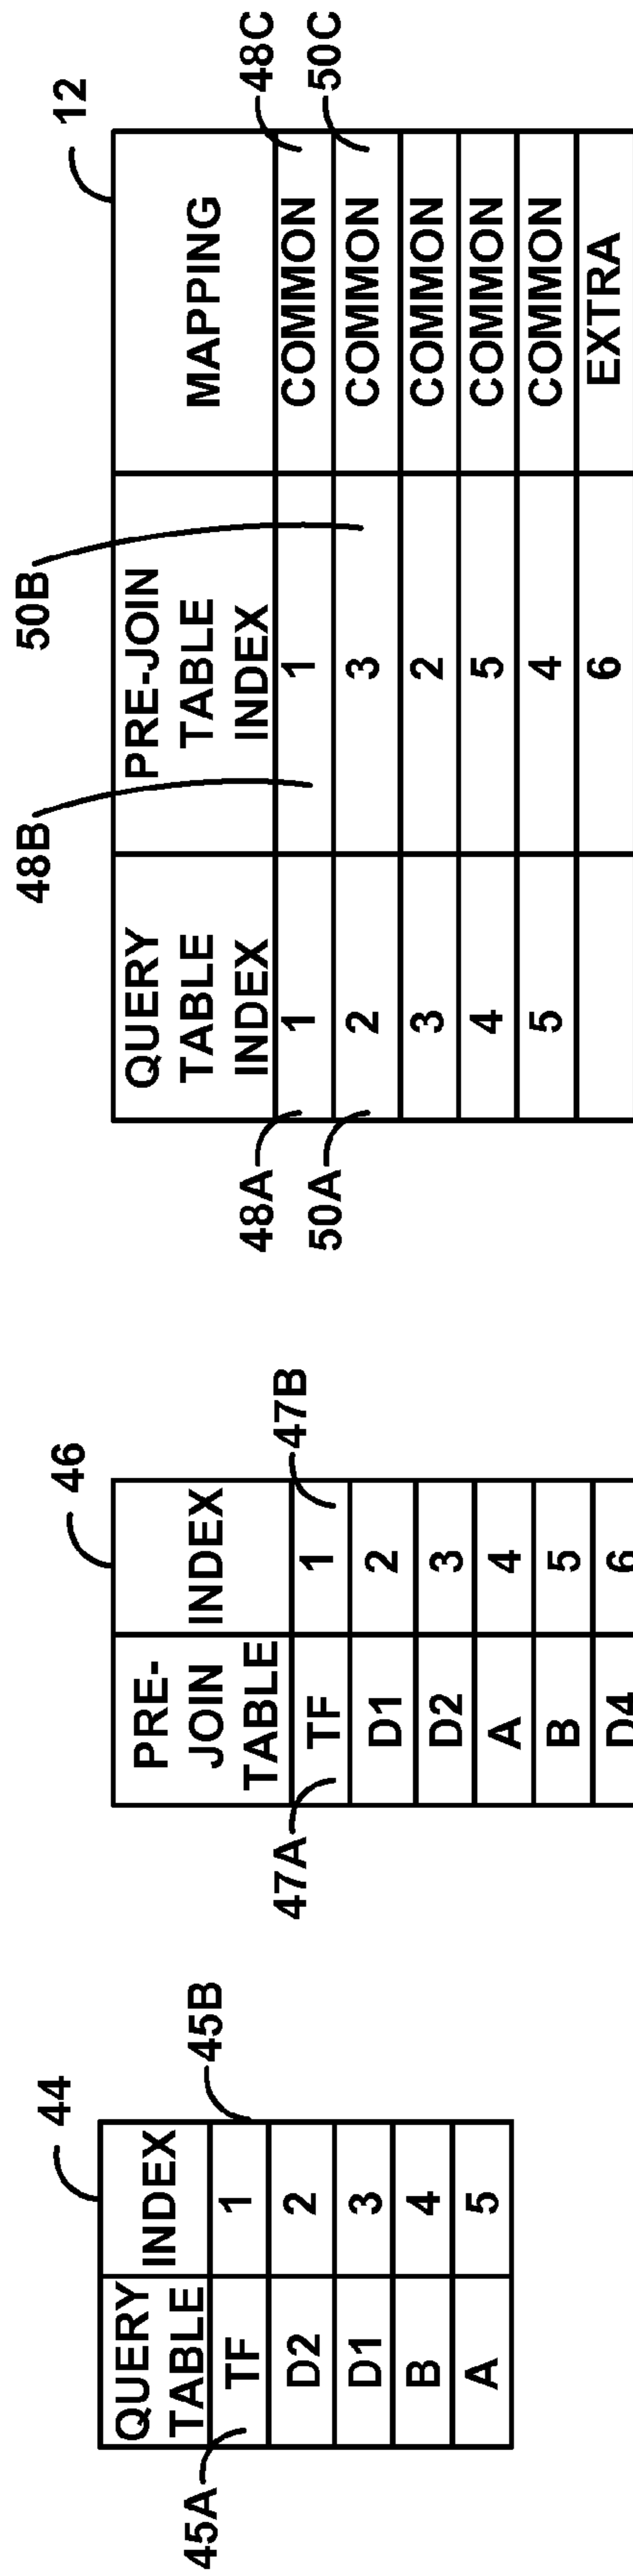 44
QUERY TABLE INDEX
45A TF 1 45B
D2 2
D1 3
B 4
A 5
46
PRE-JOIN TABLE INDEX
47A TF 1 47B
D1 2
D2 3
A 4
B 5
D4 6
48B 50B 12
QUERY TABLE INDEX PRE-JOIN TABLE INDEX MAPPING
48A 1 1 COMMON 48C
50A 2 3 COMMON 50C
3 2 COMMON
4 5 COMMON
5 4 COMMON
6 EXTRA